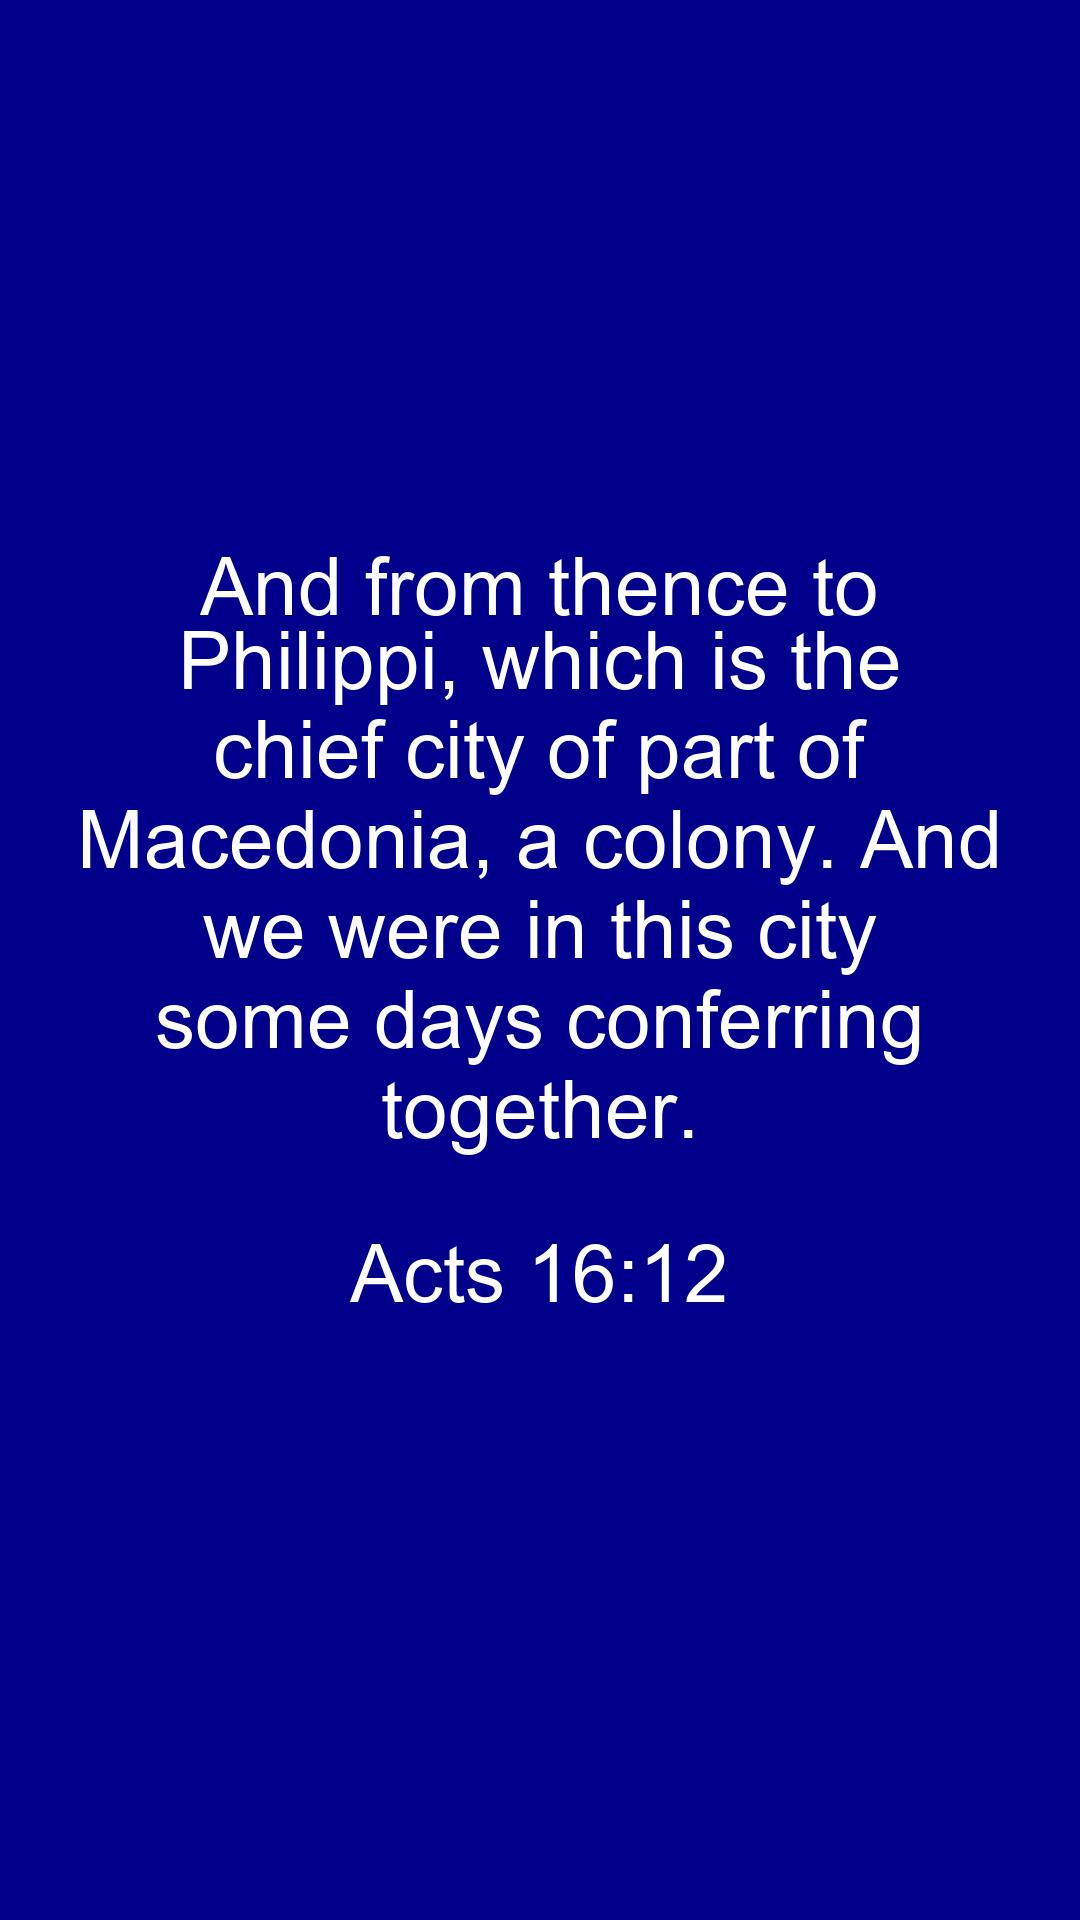 And from thence to
Philippi, which is the
chief city of part of
Macedonia, a colony. And
we were in this city
some days conferring
together.
Acts 16:12